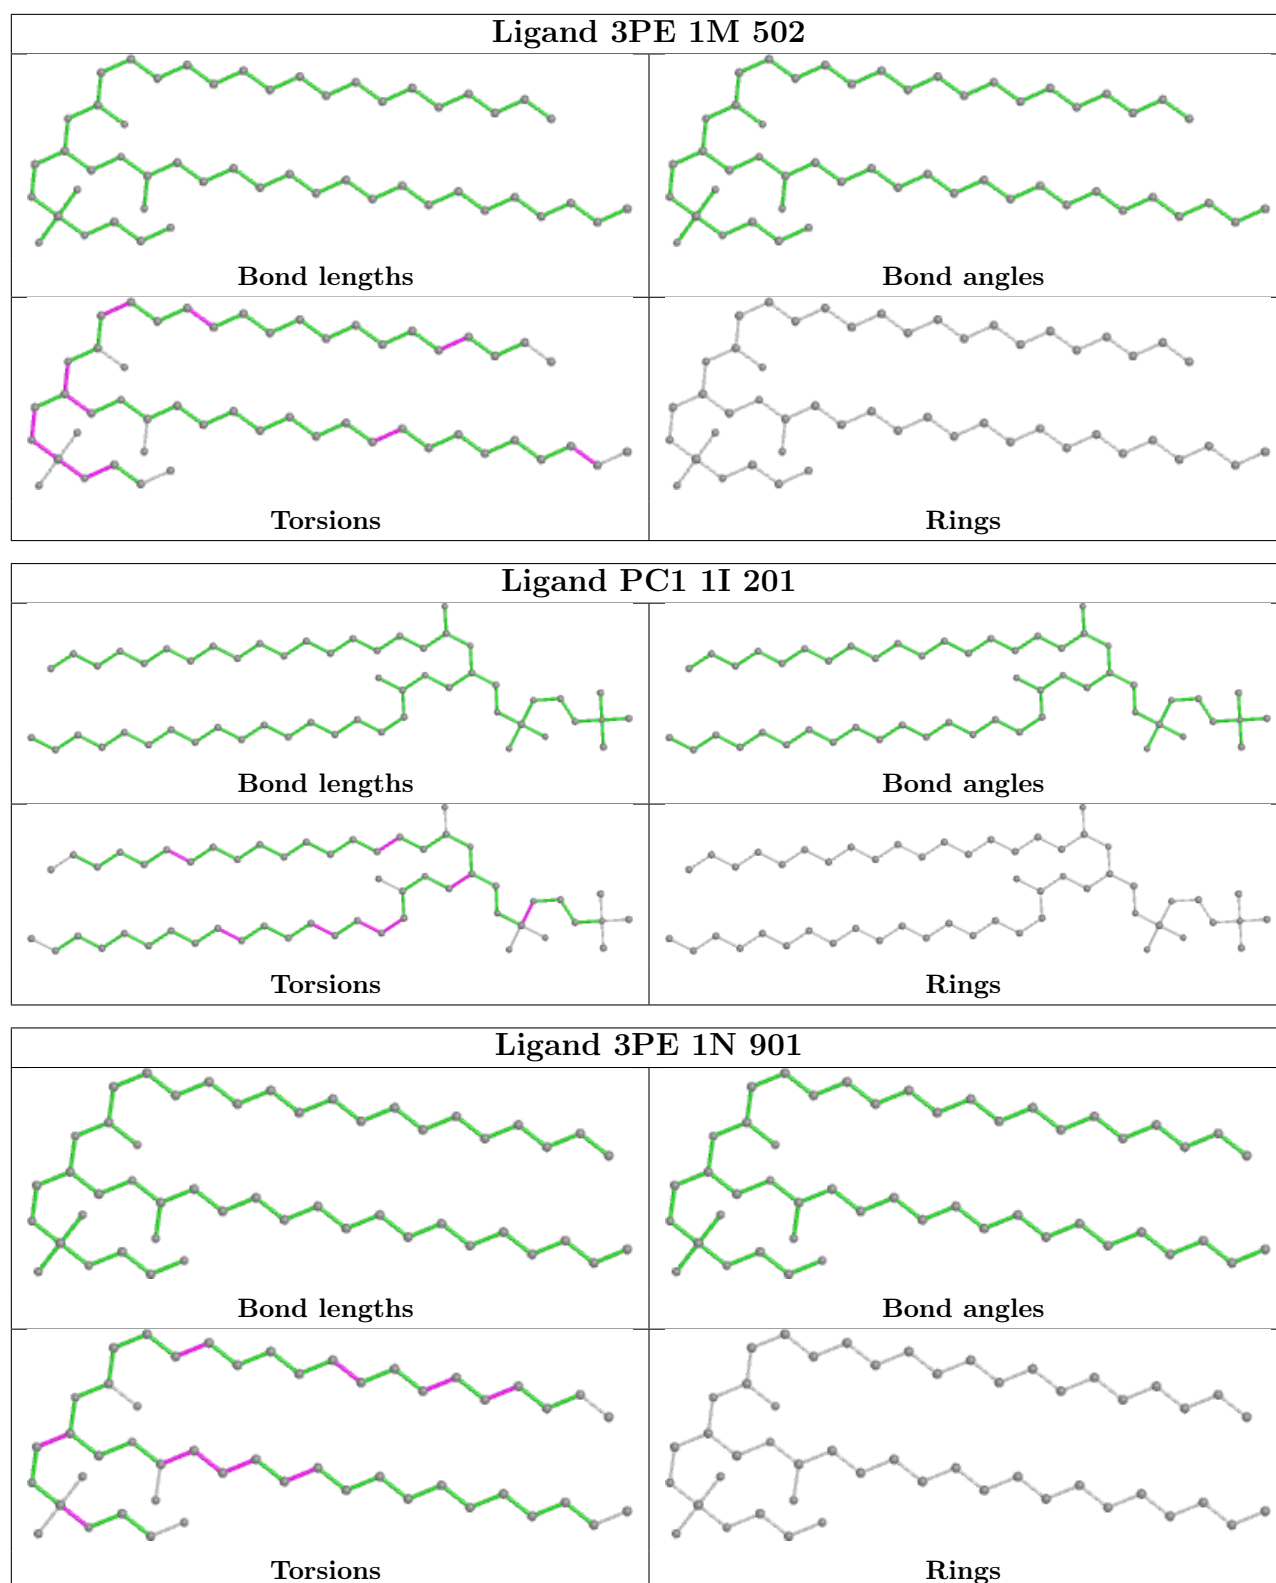 Ligand 3PE 1M 502
Bond lengths
Bond angles
Torsions
Rings
Ligand PC1 1I 201
Bond lengths
Bond angles
Torsions
Rings
Ligand 3PE 1N 901
Bond lengths
Bond angles
Torsions
Rings